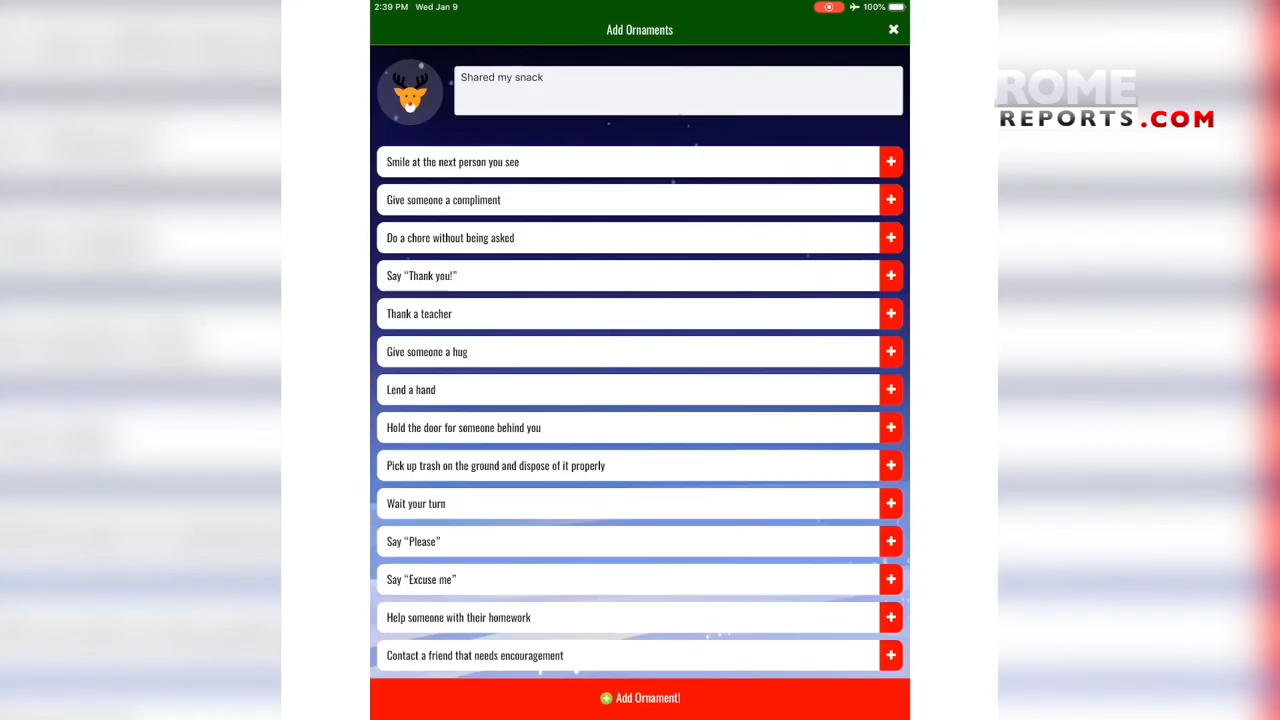 2:39 PM Wed Jan 9
100%
Add Ornaments
ROME
REPORTS.COM
Shared my snack
Smile at the next person you see
Give someone a compliment
Do a chore without being asked
Say “Thank you!”
Thank a teacher
Give someone a hug
Lend a hand
Hold the door for someone behind you
Pick up trash on the ground and dispose of it properly
Wait your turn
Say “Please”
Say “Excuse me”
Help someone with their homework
Contact a friend that needs encouragement
Add Ornament!